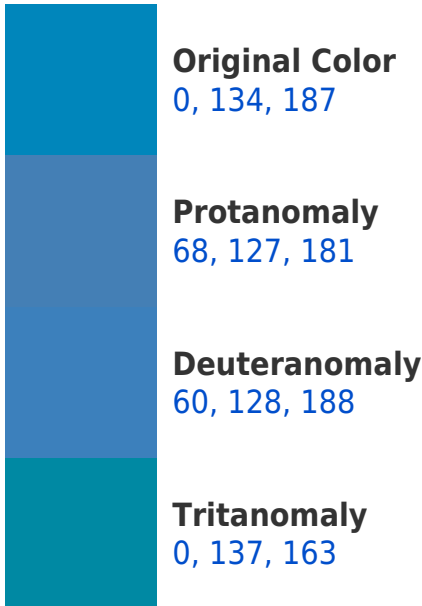 Original Color
0, 134, 187
Protanomaly
68, 127, 181
Deuteranomaly
60, 128, 188
Tritanomaly
0, 137, 163